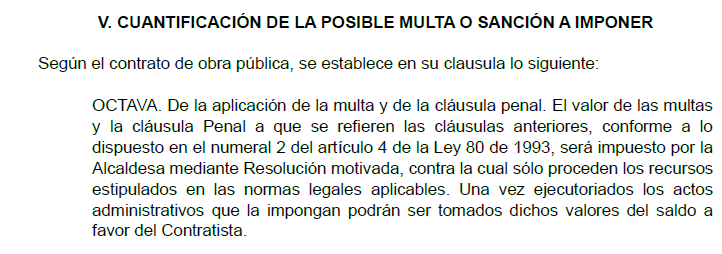 V. CUANTIFICACIÓN DE LA POSIBLE MULTA O SANCIÓN A IMPONER
Según el contrato de obra pública, se establece en su clausula lo siguiente:
OCTAVA. De la aplicación de la multa y de la cláusula penal. El valor de las multas
y la cláusula Penal a que se refieren las cláusulas anteriores, conforme a lo
dispuesto en el numeral 2 del artículo 4 de la Ley 80 de 1993, será impuesto por la
Alcaldesa mediante Resolución motivada, contra la cual sólo proceden los recursos
estipulados en las normas legales aplicables. Una vez ejecutoriados los actos
administrativos que la impongan podrán ser tomados dichos valores del saldo a
favor del Contratista.